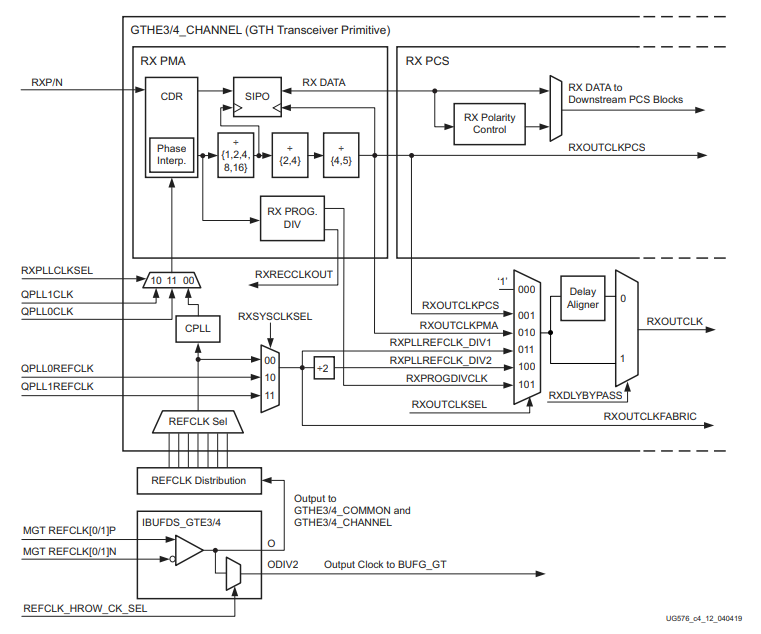 GTHE3/4_CHANNEL (GTH Transceiver Primitive)
RX PMA
RX PCS
RXP/N
CDR
SIPO
RX DATA
RX DATA to
Downstream PCS Blocks
RX Polarity
Control
Phase
Interp.
÷
{1,2,4,
8,16}
÷
{2,4}
÷
{4,5}
RXOUTCLKPCS
RX PROG.
DIV
RXPLLCLKSEL
10 11 00
RXRECCLKOUT
QPLL1CLK
QPLL0CLK
CPLL
RXSYSCLKSEL
'1'
000
RXOUTCLKPCS
001
RXOUTCLKPMA
010
RXPLLREFCLK_DIV1
011
RXPLLREFCLK_DIV2
100
RXPROGDIVCLK
101
RXOUTCLKSEL
Delay
Aligner
0
1
RXOUTCLK
RXDLYBYPASS
RXOUTCLKFABRIC
QPLL0REFCLK
QPLL1REFCLK
00
10
11
÷2
REFCLK Sel
REFCLK Distribution
Output to
GTHE3/4_COMMON and
GTHE3/4_CHANNEL
IBUFDS_GTE3/4
MGT REFCLK[0/1]P
MGT REFCLK[0/1]N
O
ODIV2
Output Clock to BUFG_GT
REFCLK_HROW_CK_SEL
UG576_c4_12_040419